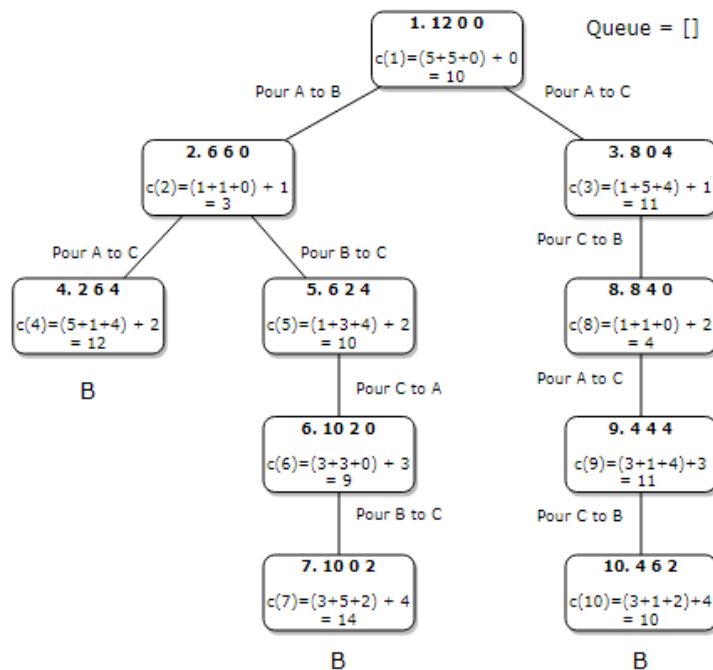 1. 12 0 0
c(1)=(5+5+0) + 0
= 10
Queue = []
Pour A to B
Pour A to C
2. 6 6 0
c(2)=(1+1+0) + 1
= 3
3. 8 0 4
c(3)=(1+5+4) + 1
= 11
Pour A to C
Pour B to C
Pour C to B
4. 2 6 4
c(4)=(5+1+4) + 2
= 12
5. 6 2 4
c(5)=(1+3+4) + 2
= 10
8. 8 4 0
c(8)=(1+1+0) + 2
= 4
B
Pour C to A
Pour A to C
6. 10 2 0
c(6)=(3+3+0) + 3
= 9
9. 4 4 4
c(9)=(3+1+4)+3
= 11
Pour B to C
Pour C to B
7. 10 0 2
c(7)=(3+5+2) + 4
= 14
10. 4 6 2
c(10)=(3+1+2)+4
= 10
B
B